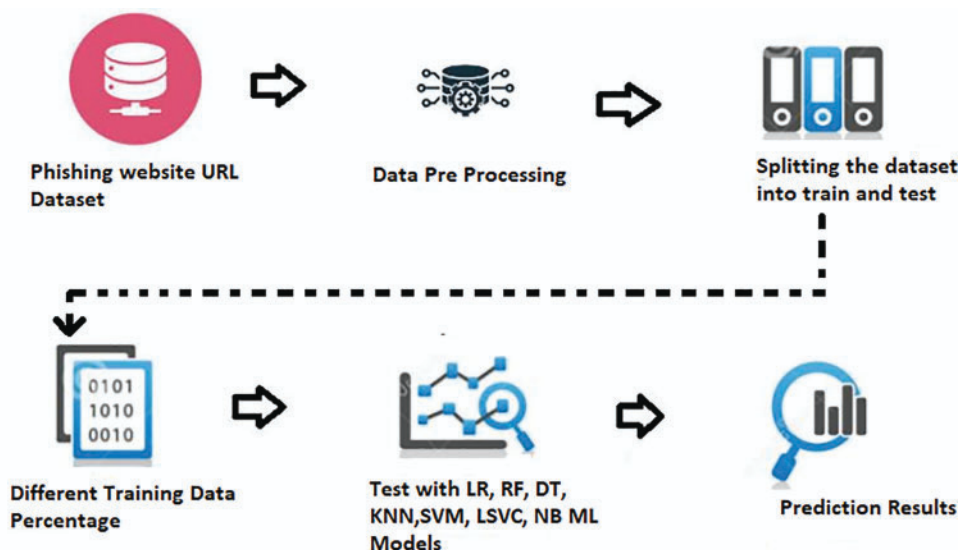 Phishing website URL
Dataset
Data Pre Processing
Splitting the dataset
into train and test
0101
1010
0010
Different Training Data
Percentage
Test with LR, RF, DT,
KNN,SVM, LSVC, NB ML
Models
Prediction Results